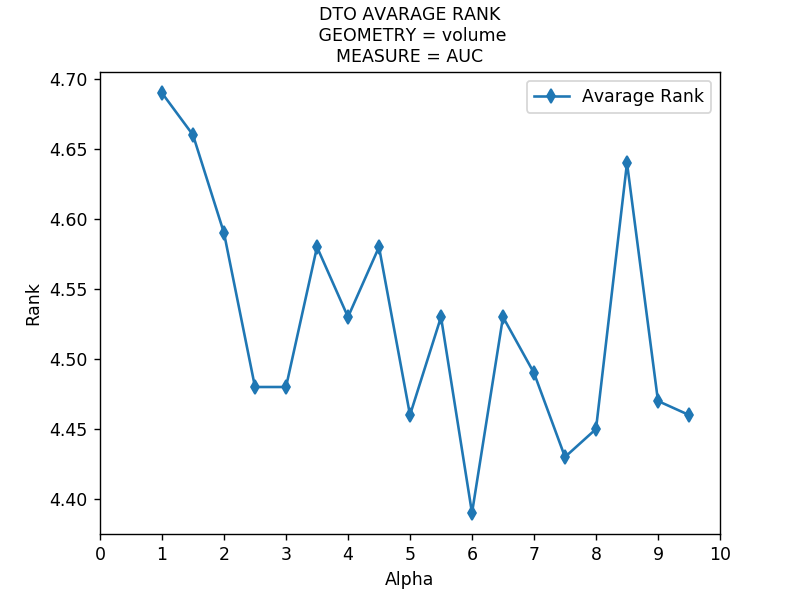 DTO AVARAGE RANK
GEOMETRY = volume
MEASURE = AUC
Avarage Rank
4.70
4.65
4.60
4.55
4.50
4.45
4.40
Rank
0 1 2 3 4 5 6 7 8 9 10
Alpha